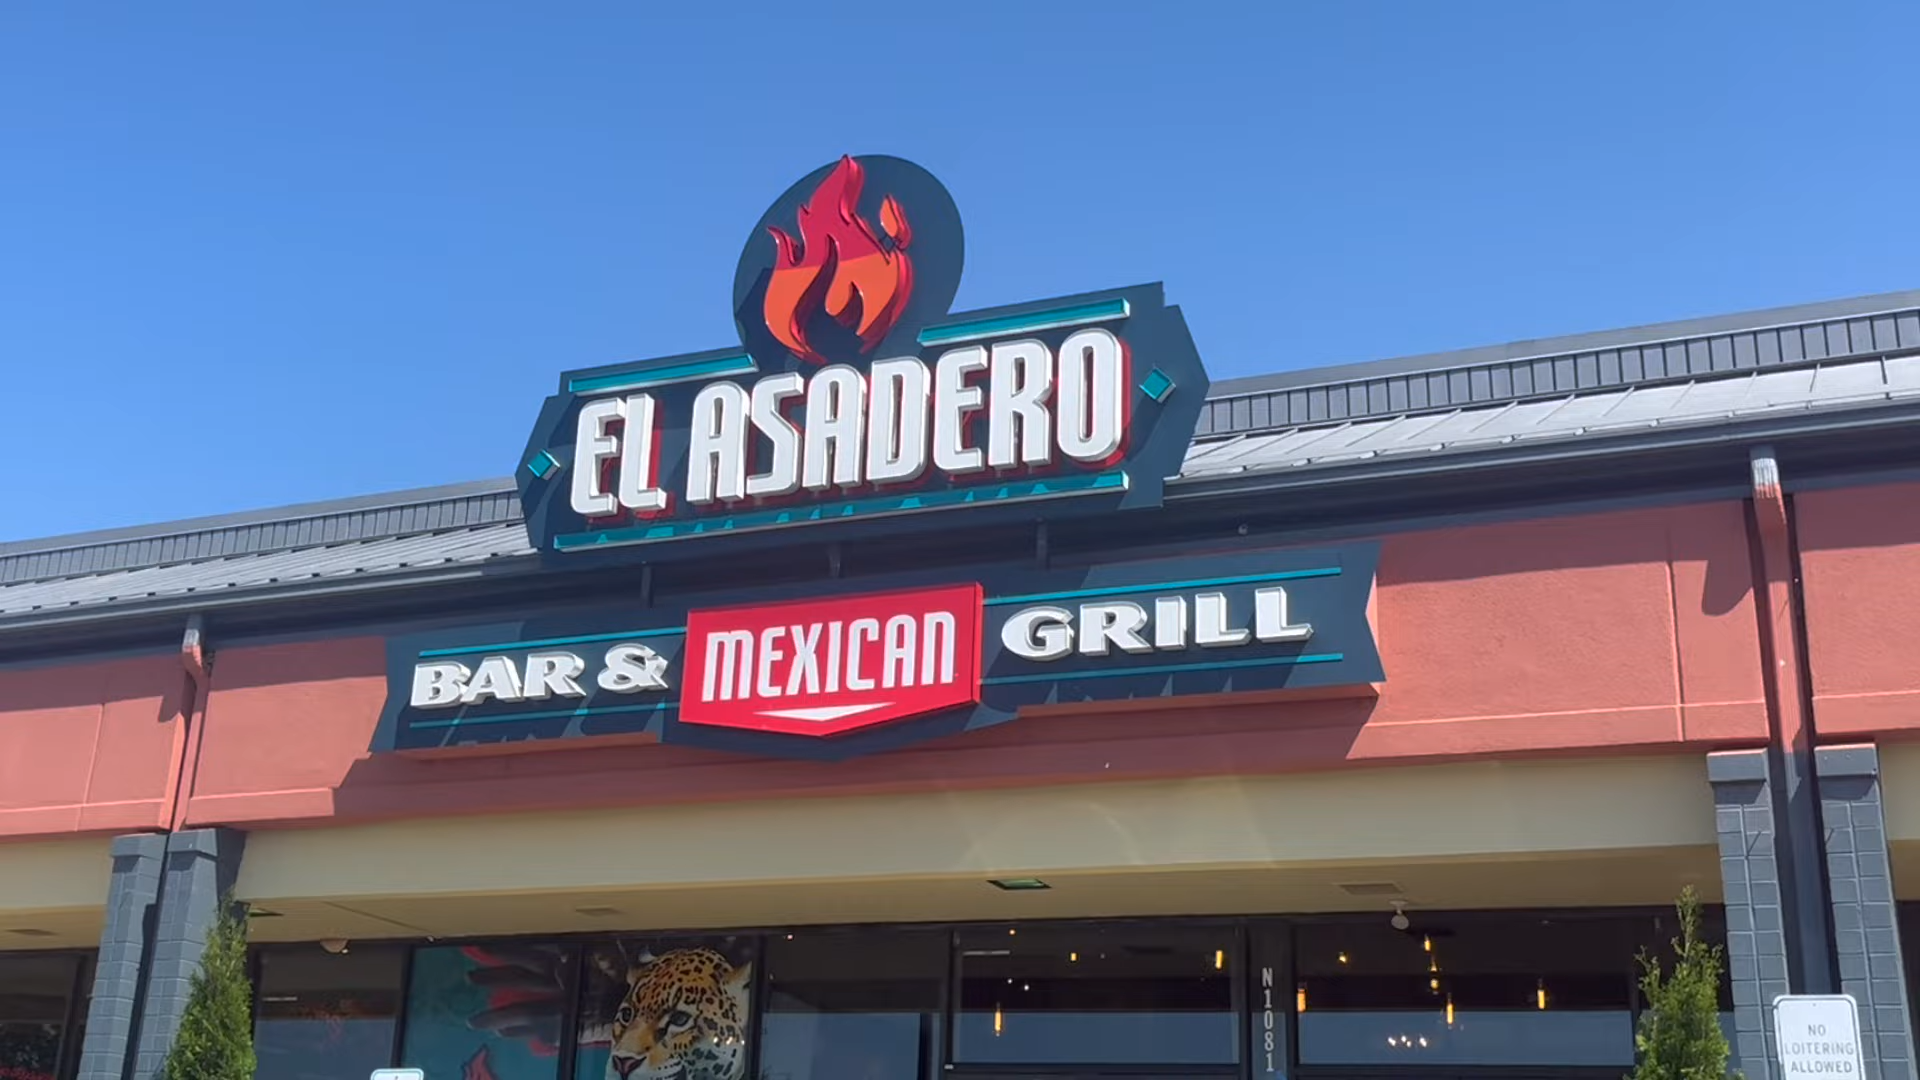 EL ASADERO
BAR & MEXICAN GRILL
N1081
NO
LOITERING
ALLOWED